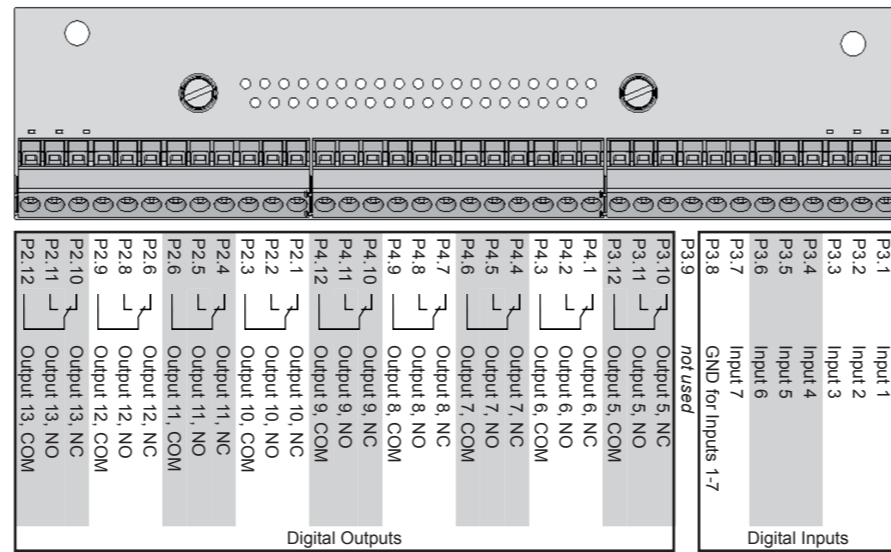 P3.1 Input 1
P3.2 Input 2
P3.3 Input 3
P3.4 Input 4
P3.5 Input 5
P3.6 Input 6
P3.7 Input 7
P3.8 GND for Inputs 1-7
P3.9 not used
P3.10 Output 5, NC
P3.11 Output 5, NO
P3.12 Output 5, COM
P4.1 Output 6, NC
P4.2 Output 6, NO
P4.3 Output 6, COM
P4.4 Output 7, NC
P4.5 Output 7, NO
P4.6 Output 7, COM
P4.7 Output 8, NC
P4.8 Output 8, NO
P4.9 Output 8, COM
P4.10 Output 9, NC
P4.11 Output 9, NO
P4.12 Output 9, COM
P2.1 Output 10, NC
P2.2 Output 10, NO
P2.3 Output 10, COM
P2.4 Output 11, NC
P2.5 Output 11, NO
P2.6 Output 11, COM
P2.6 Output 12, NC
P2.8 Output 12, NO
P2.9 Output 12, COM
P2.10 Output 13, NC
P2.11 Output 13, NO
P2.12 Output 13, COM
Digital Outputs
Digital Inputs